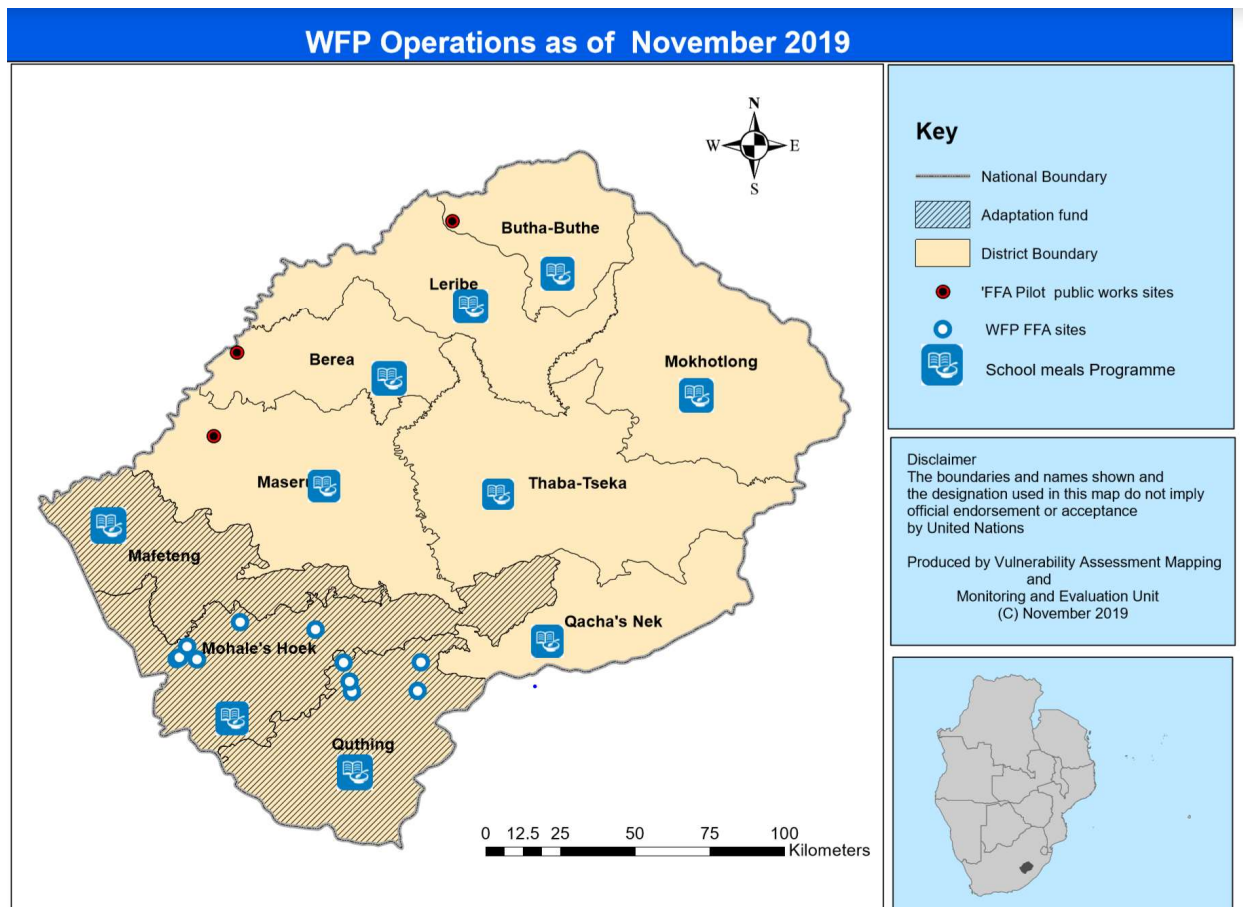 WFP Operations as of  November 2019
N
W
E
S
Butha-Buthe
Leribe
Berea
Mokhotlong
Maseru
Thaba-Tseka
Mafeteng
Qacha's Nek
Mohale's Hoek
Quthing
0 12.5 25 50 75 100
Kilometers
Key
National Boundary
Adaptation fund
District Boundary
'FFA Pilot  public works sites
WFP FFA sites
School meals Programme
Disclaimer
The boundaries and names shown and
the designation used in this map do not imply
official endorsement or acceptance
by United Nations
Produced by Vulnerability Assessment Mapping
and
Monitoring and Evaluation Unit
(C) November 2019